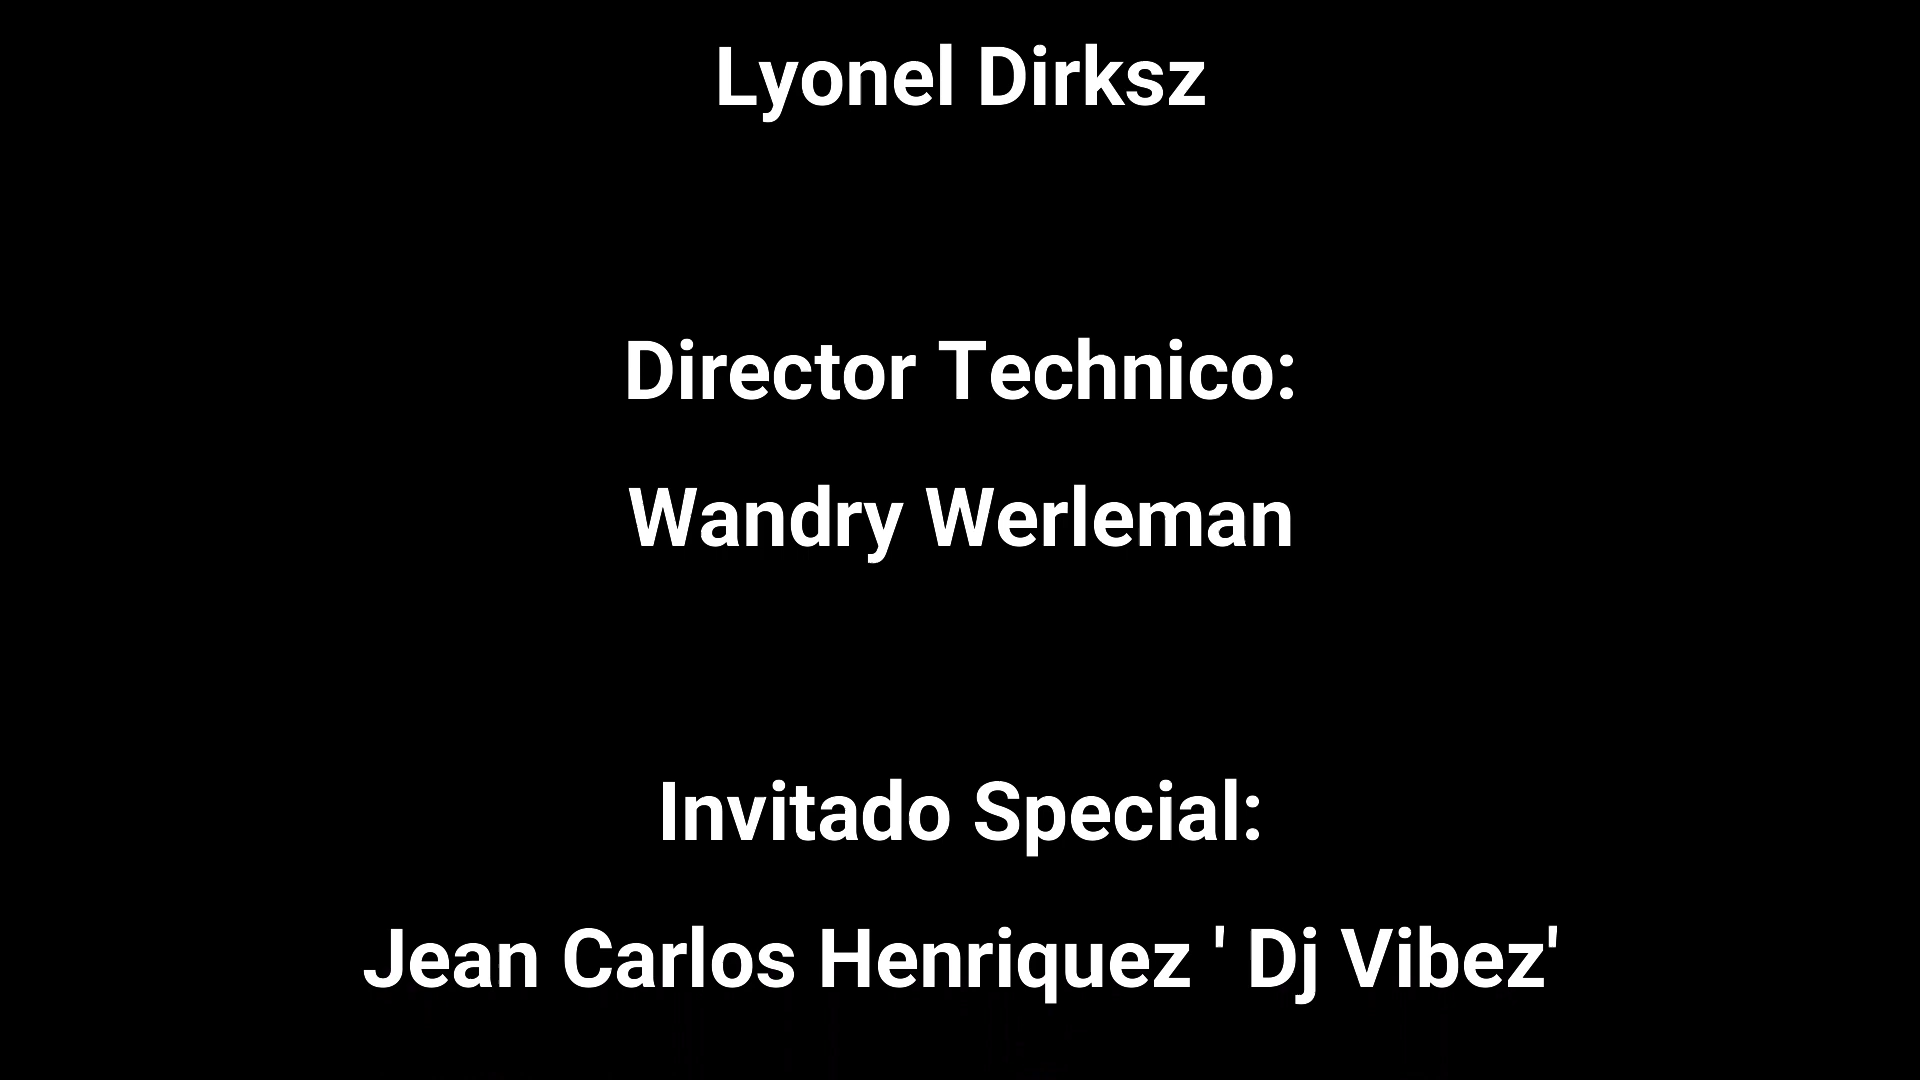 Lyonel Dirksz
Director Technico:
Wandry Werleman
Invitado Special:
Jean Carlos Henriquez ' Dj Vibez'